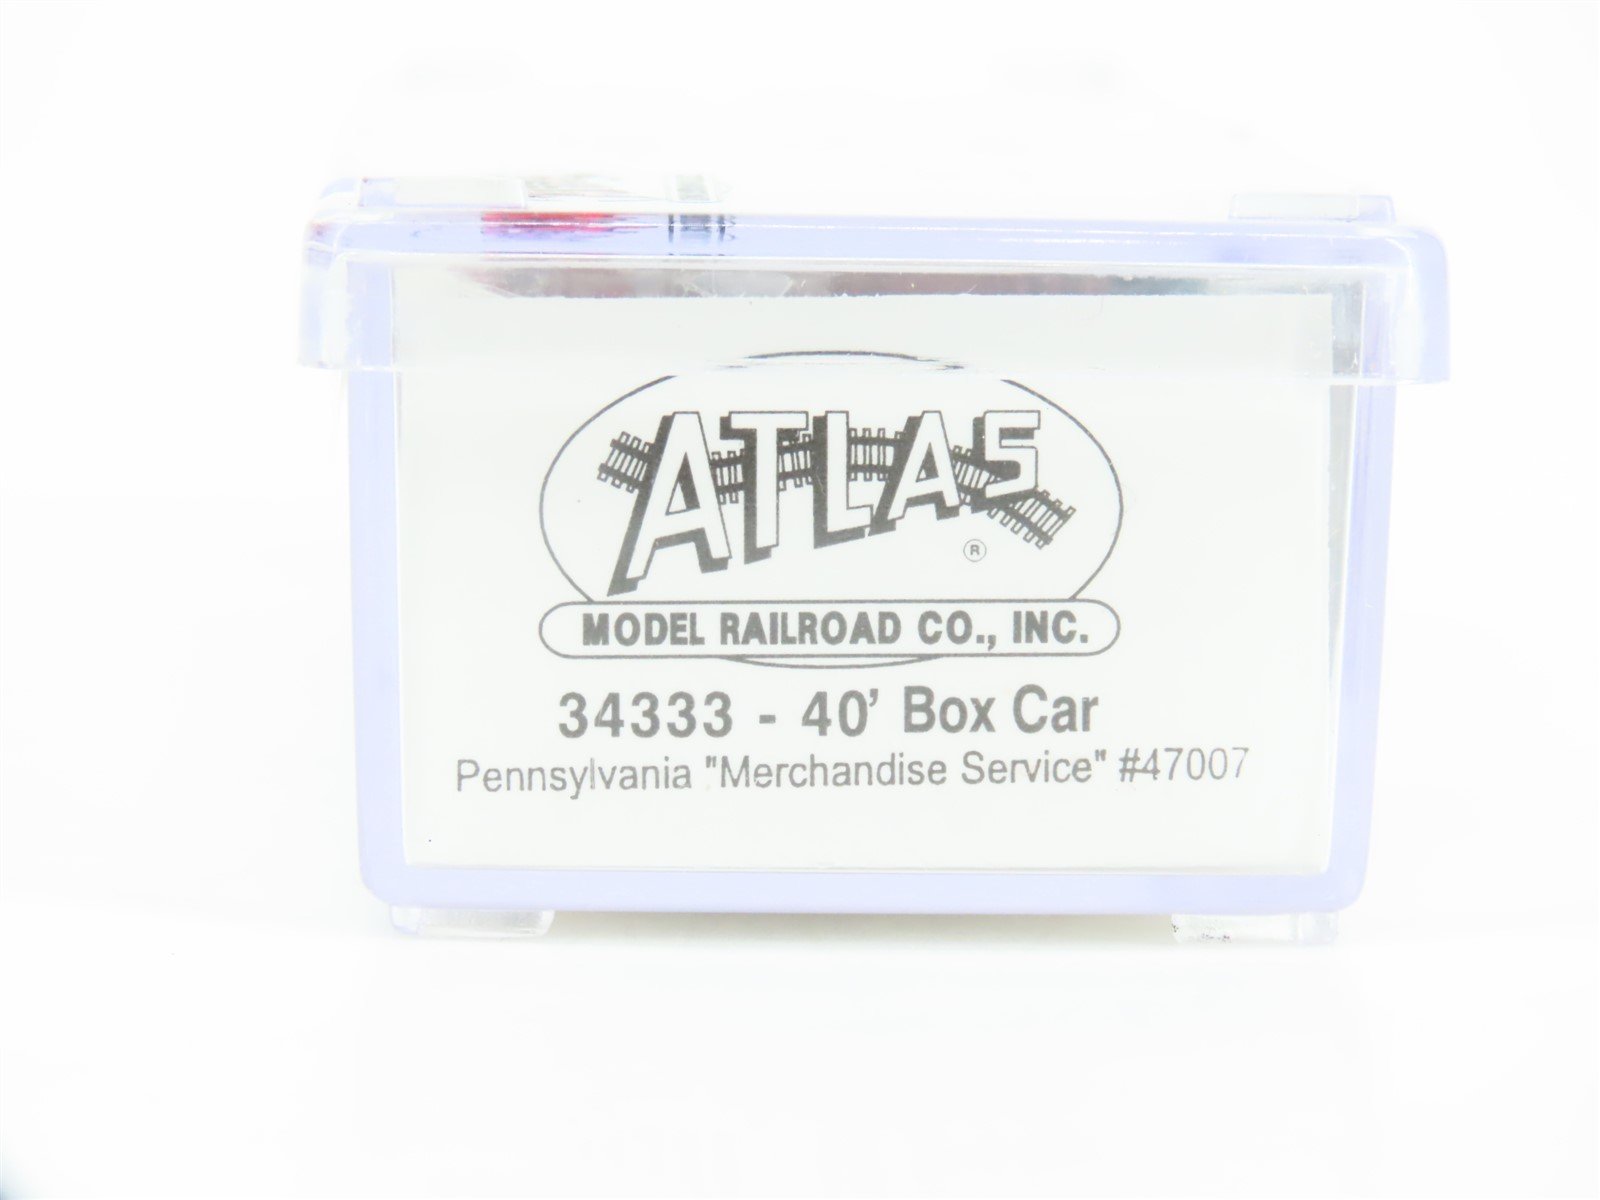 ATLAS
®
MODEL RAILROAD CO., INC.
34333 - 40' Box Car
Pennsylvania "Merchandise Service" #47007